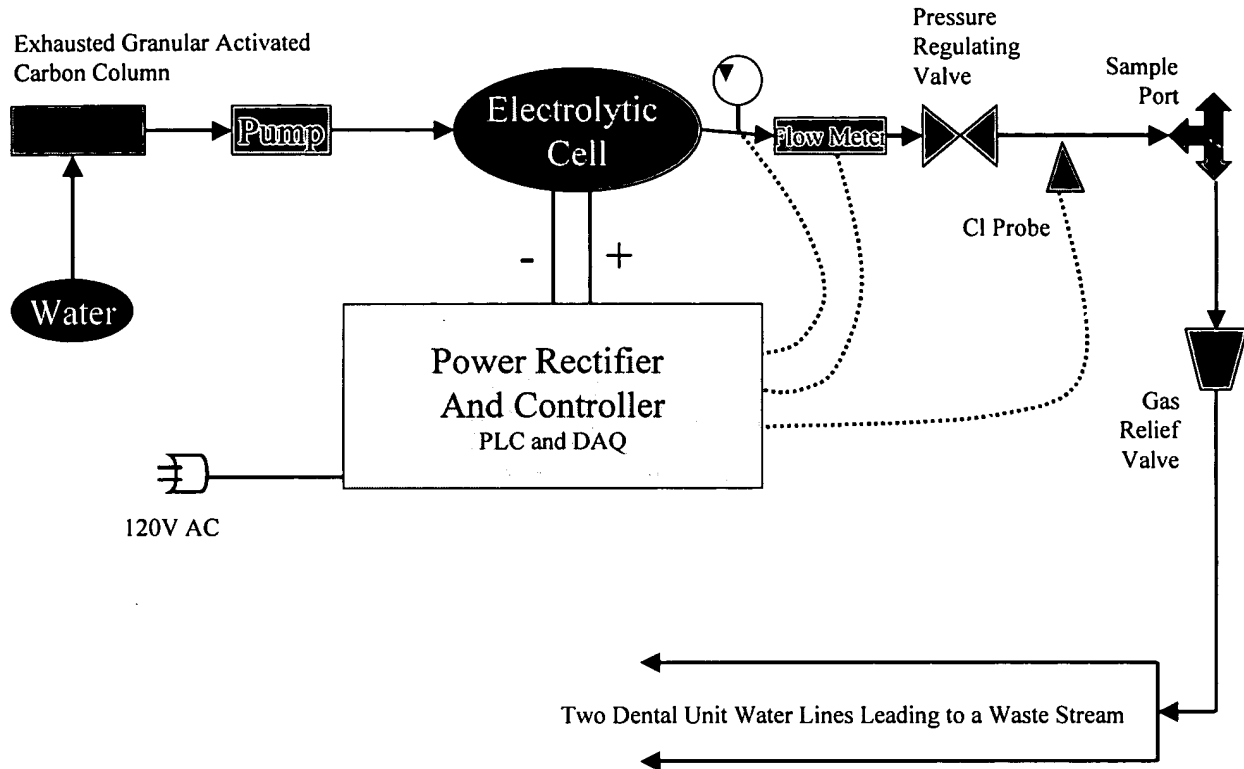 Exhausted Granular Activated
Carbon Column
Pump
Electrolytic
Cell
Flow Meter
Pressure
Regulating
Valve
Sample
Port
Cl Probe
Water
-
+
Power Rectifier
And Controller
PLC and DAQ
120V AC
Gas
Relief
Valve
Two Dental Unit Water Lines Leading to a Waste Stream